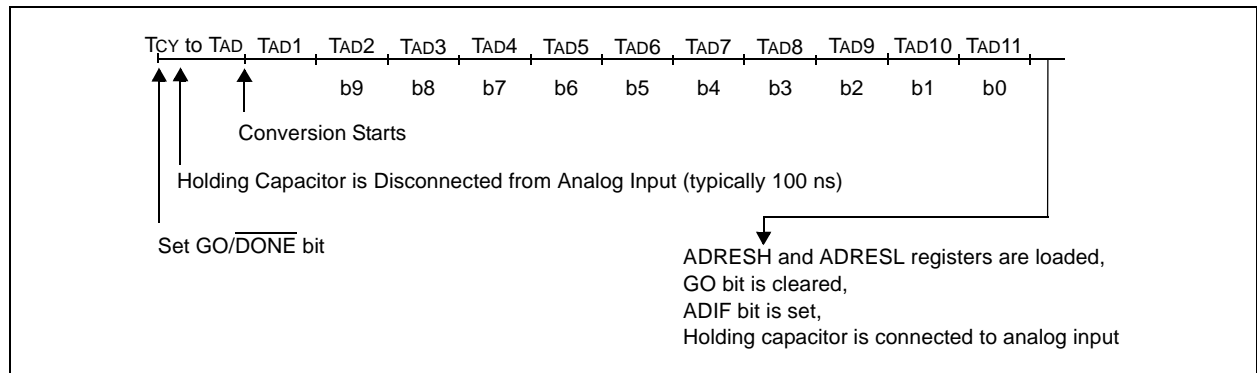 TCY to TAD TAD1 TAD2 TAD3 TAD4 TAD5 TAD6 TAD7 TAD8 TAD9 TAD10 TAD11
b9 b8 b7 b6 b5 b4 b3 b2 b1 b0
Conversion Starts
Holding Capacitor is Disconnected from Analog Input (typically 100 ns)
Set GO/DONE bit
ADRESH and ADRESL registers are loaded,
GO bit is cleared,
ADIF bit is set,
Holding capacitor is connected to analog input